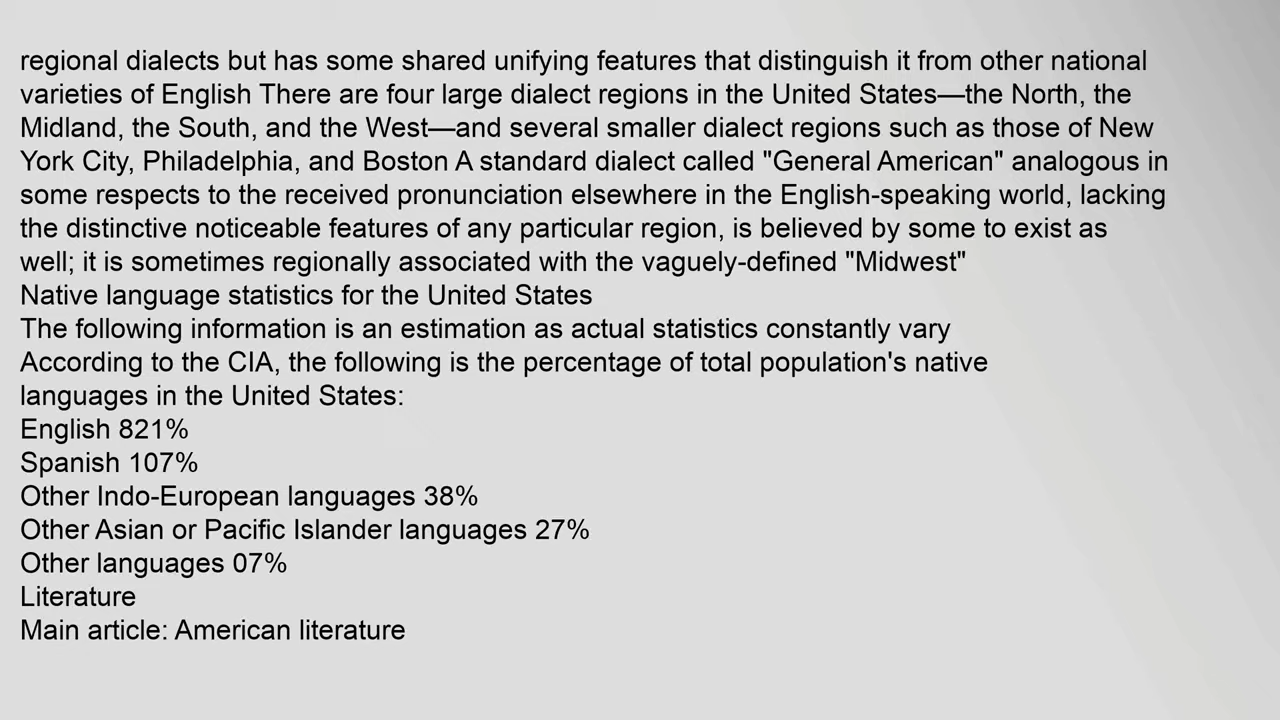 regional dialects but has some shared unifying features that distinguish it from other national
varieties of English There are four large dialect regions in the United States—the North, the
Midland, the South, and the West—and several smaller dialect regions such as those of New
York City, Philadelphia, and Boston A standard dialect called "General American" analogous in
some respects to the received pronunciation elsewhere in the English-speaking world, lacking
the distinctive noticeable features of any particular region, is believed by some to exist as
well; it is sometimes regionally associated with the vaguely-defined "Midwest"
Native language statistics for the United States
The following information is an estimation as actual statistics constantly vary
According to the CIA, the following is the percentage of total population's native
languages in the United States:
English 821%
Spanish 107%
Other Indo-European languages 38%
Other Asian or Pacific Islander languages 27%
Other languages 07%
Literature
Main article: American literature